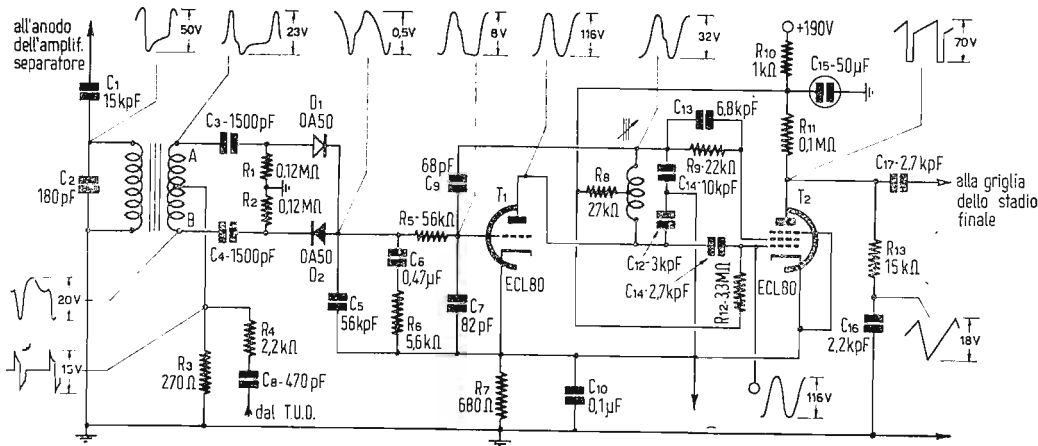 all'anodo
dell'amplif.
separatore
50V
23V
0,5V
8V
116V
32V
+190V
70V
C1
15kpF
C2
180pF
A
B
C3-1500pF
D1
OA50
R1
0,12MΩ
R2
0,12MΩ
C4-1500pF
OA50
D2
68pF
C9
T1
R5-56kΩ
C6
0,47µF
ECL80
C5
56kpF
R6
5,6kΩ
C7
82pF
R8
27kΩ
C13
6,8kpF
R9-22kΩ
C14-10kpF
C12-3kpF
C14-2,7kpF
R12-3,3MΩ
R10
1kΩ
C15-50µF
R11
0,1MΩ
T2
ECL80
C17-2,7kpF
alla griglia
dello stadio
finale
R13
15kΩ
C16
2,2kpF
18V
20V
15V
R3
270Ω
R4
2,2kΩ
C8-470pF
dal T.U.D.
R7
680Ω
C10
0,1µF
116V